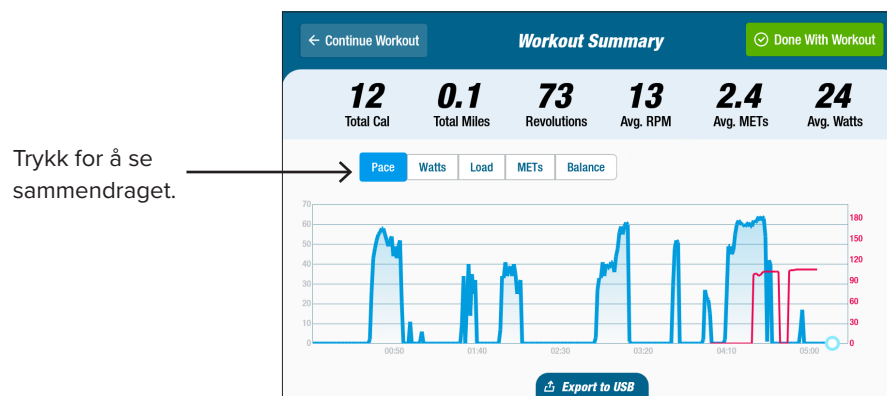 ← Continue Workout
Workout Summary
Done With Workout
12
0.1
73
13
2.4
24
Total Cal
Total Miles
Revolutions
Avg. RPM
Avg. METs
Avg. Watts
Trykk for å se
sammendraget.
Pace
Watts
Load
METs
Balance
70
60
50
40
30
20
10
0
180
150
120
90
60
30
0
00:50
01:40
02:30
03:20
04:10
05:00
Export to USB